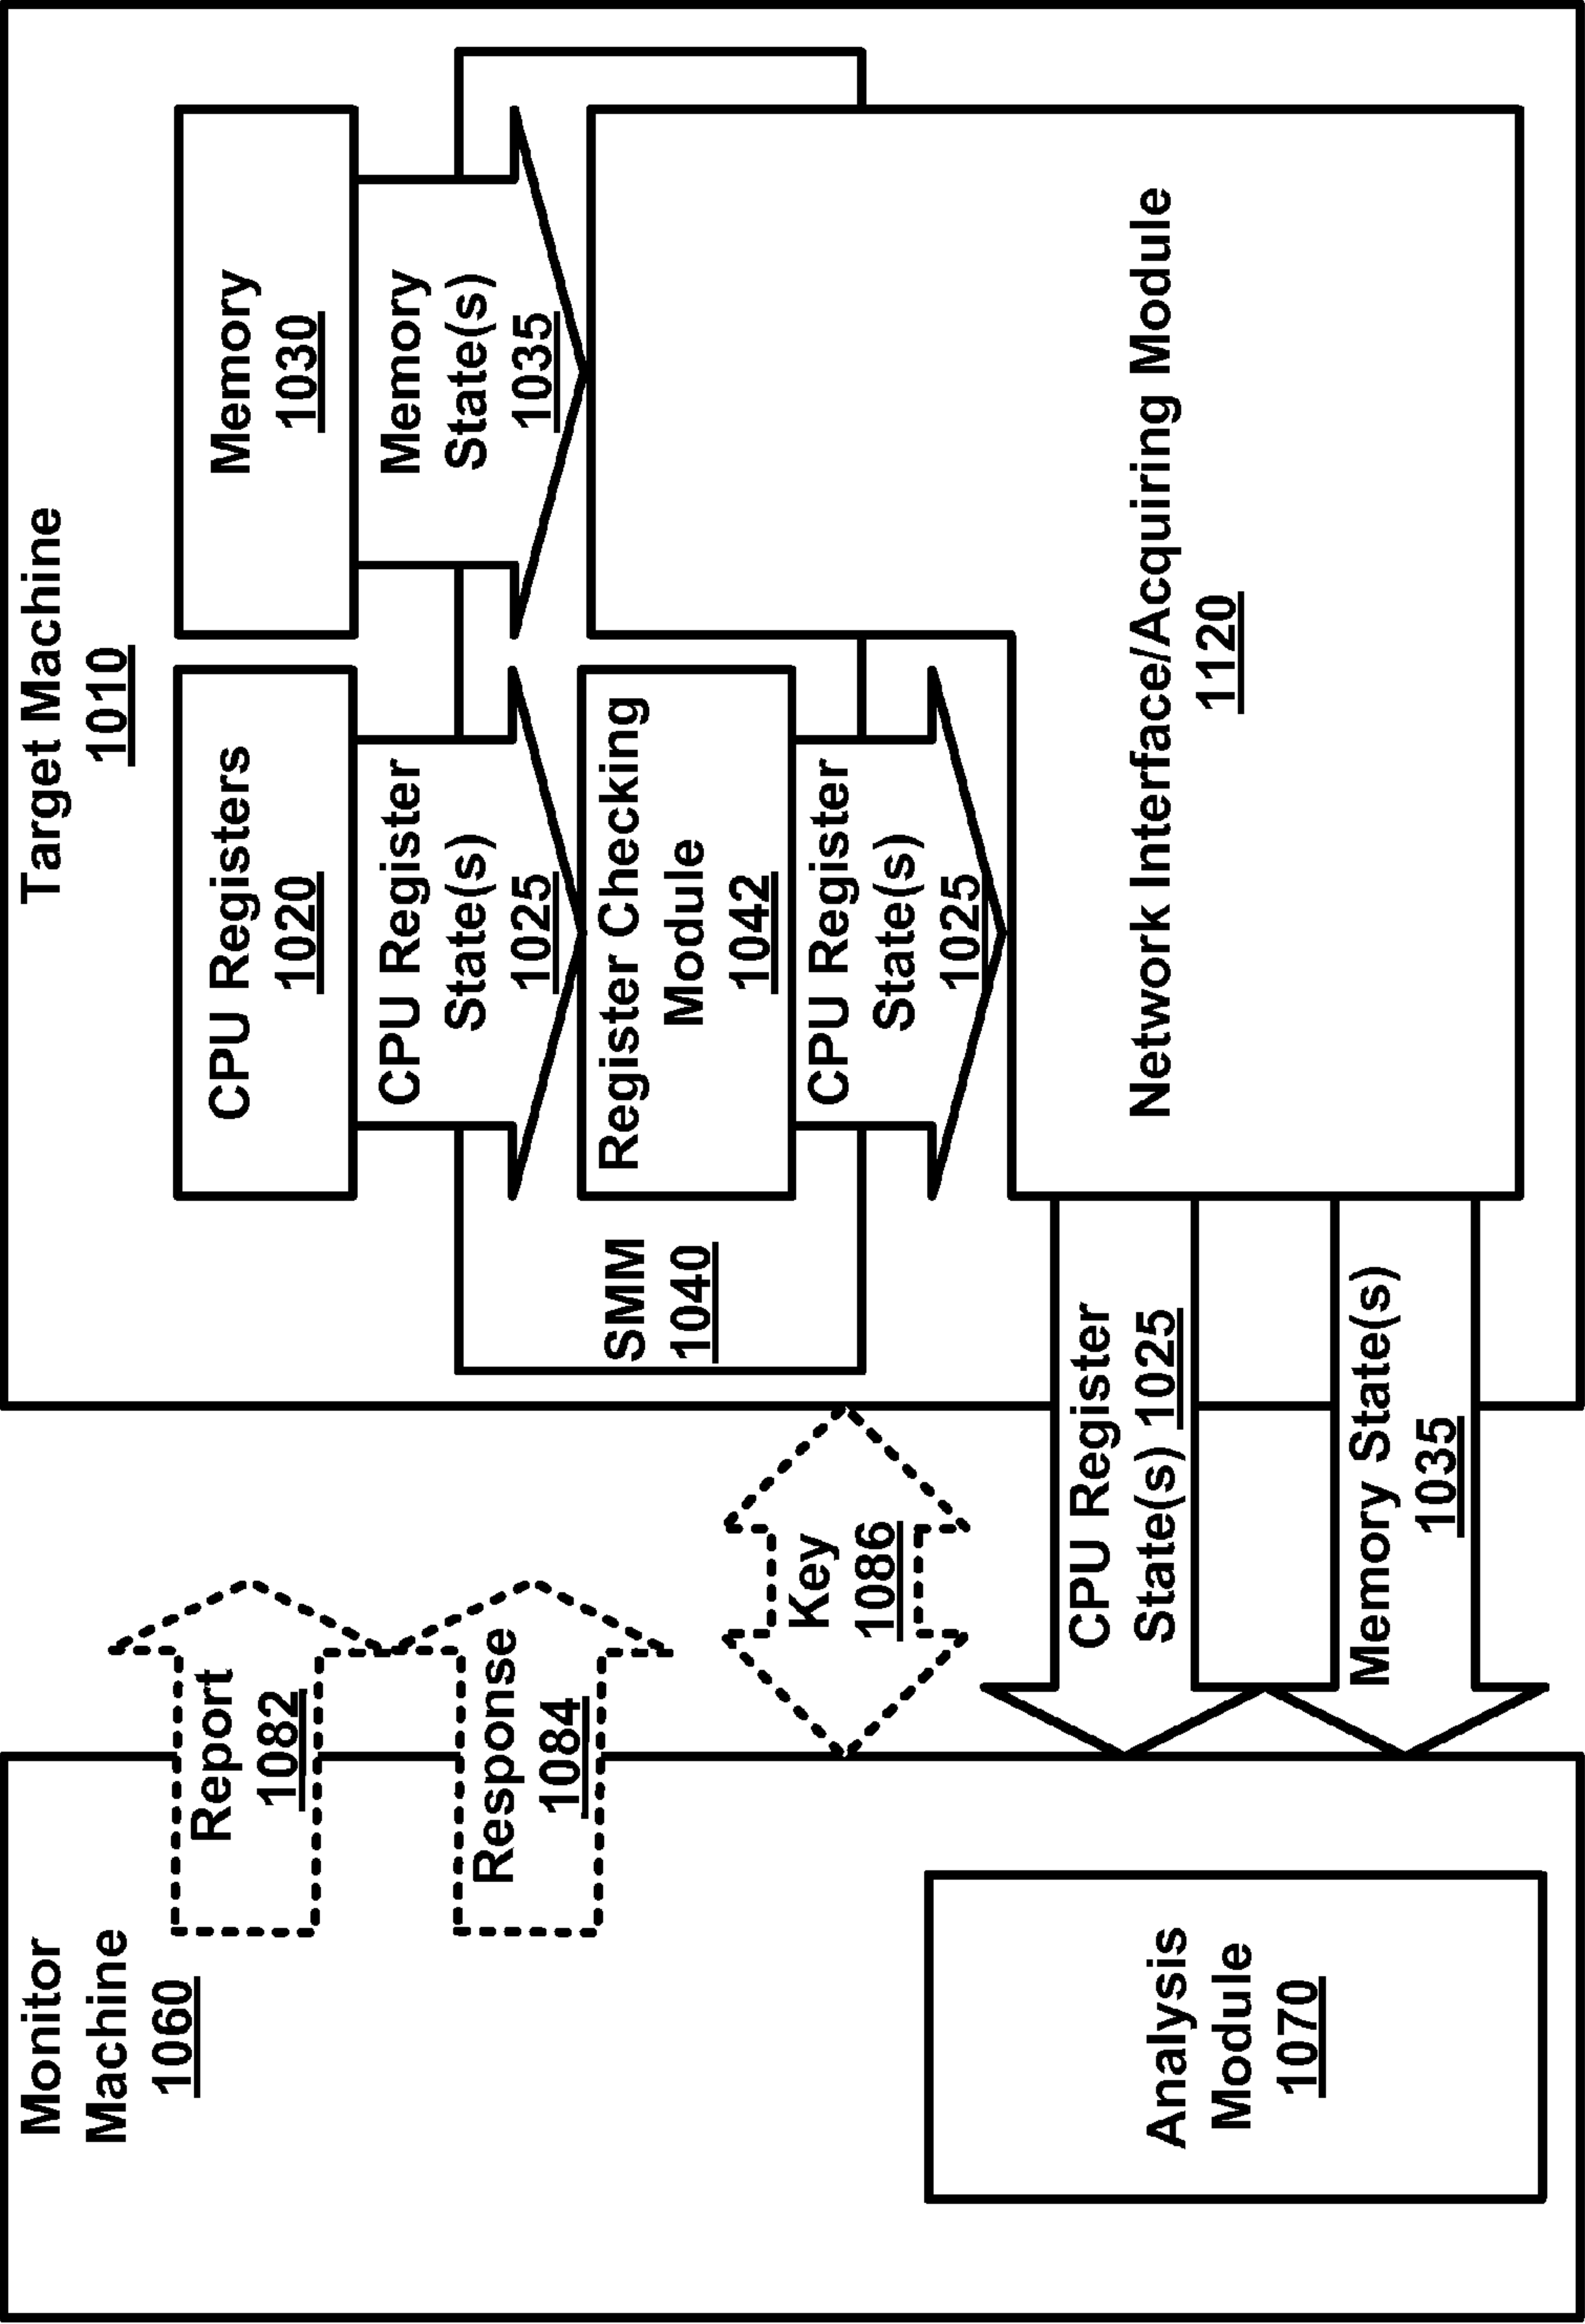 Monitor
Machine
1060
Report
1082
Response
1084
Key
1086
Analysis
Module
1070
CPU Register
State(s) 1025
Memory State(s)
1035
Target Machine
1010
CPU Registers
1020
CPU Register
State(s)
1025
SMM
1040
Register Checking
Module
1042
CPU Register
State(s)
1025
Memory
1030
Memory
State(s)
1035
Network Interface/Acquiring Module
1120